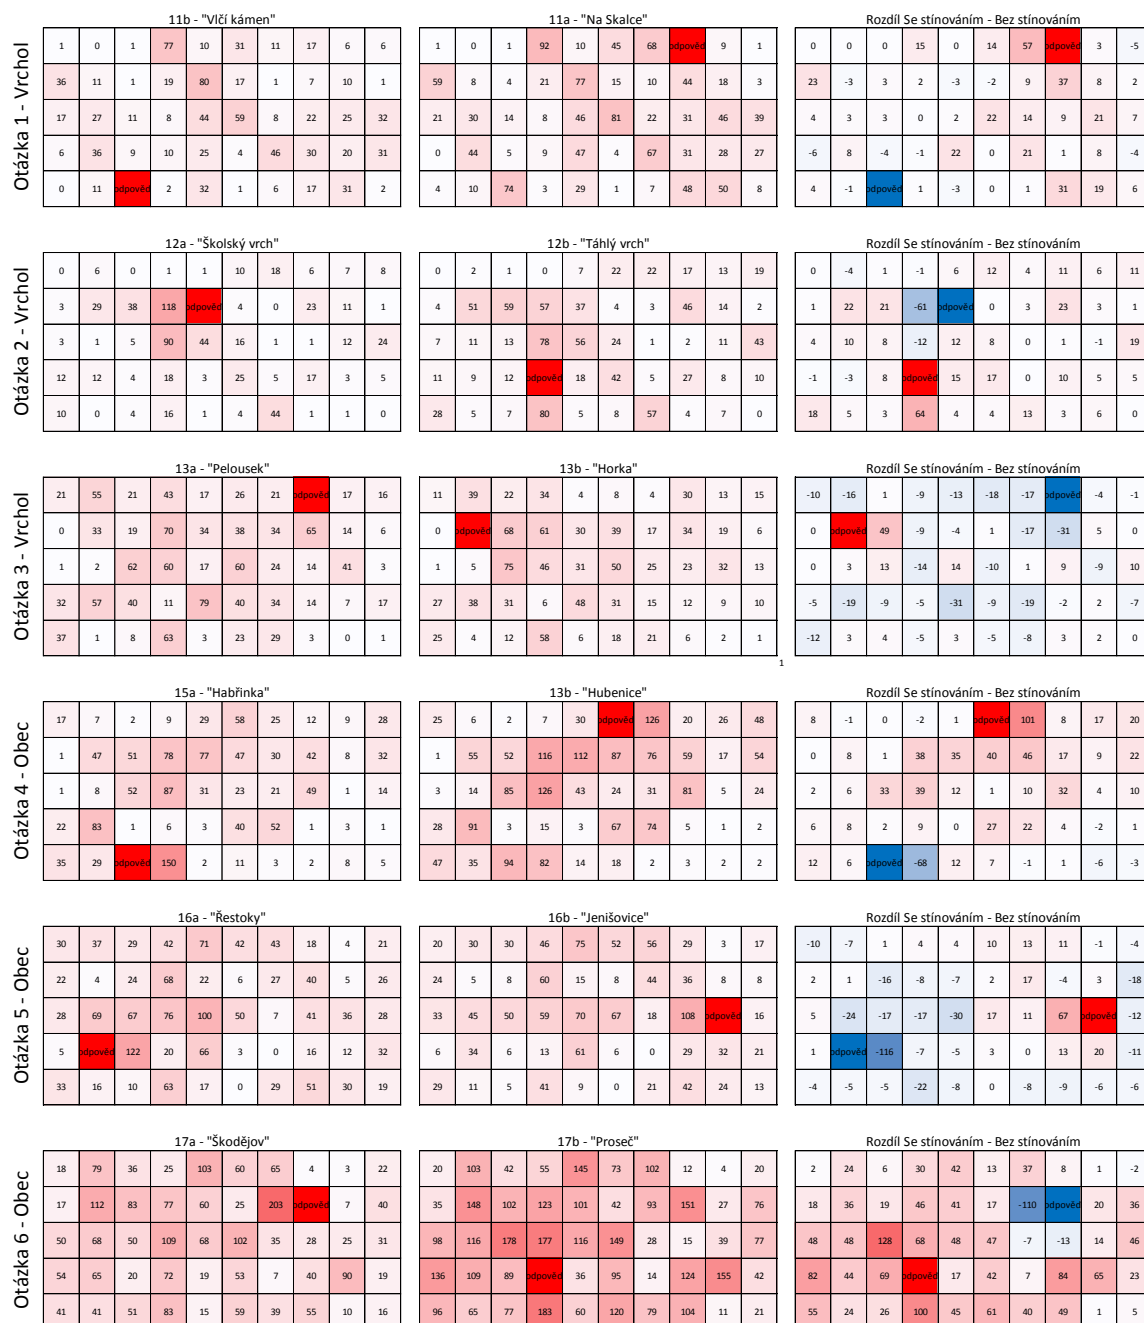 11b - "Vlčí kámen" 11a - "Na Skalce" Rozdíl Se stínováním - Bez stínováním
Otázka 1 - Vrchol
1 0 1 77 10 31 11 17 6 6 1 0 1 92 10 45 68 odpověď 9 1 0 0 0 15 0 14 57 odpověď 3 -5
36 11 1 19 80 17 1 7 10 1 59 8 4 21 77 15 10 44 18 3 23 -3 3 2 -3 -2 9 37 8 2
17 27 11 8 44 59 8 22 25 32 21 30 14 8 46 81 22 31 46 39 4 3 3 0 2 22 14 9 21 7
6 36 9 10 25 4 46 30 20 31 0 44 5 9 47 4 67 31 28 27 -6 8 -4 -1 22 0 21 1 8 -4
0 11 odpověď 2 32 1 6 17 31 2 4 10 74 3 29 1 7 48 50 8 4 -1 odpověď 1 -3 0 1 31 19 6
12a - "Školský vrch" 12b - "Táhlý vrch" Rozdíl Se stínováním - Bez stínováním
Otázka 2 - Vrchol
0 6 0 1 1 10 18 6 7 8 0 2 1 0 7 22 22 17 13 19 0 -4 1 -1 6 12 4 11 6 11
3 29 38 118 odpověď 4 0 23 11 1 4 51 59 57 37 4 3 46 14 2 1 22 21 -61 odpověď 0 3 23 3 1
3 1 5 90 44 16 1 1 12 24 7 11 13 78 56 24 1 2 11 43 4 10 8 -12 12 8 0 1 -1 19
12 12 4 18 3 25 5 17 3 5 11 9 12 odpověď 18 42 5 27 8 10 -1 -3 8 odpověď 15 17 0 10 5 5
10 0 4 16 1 4 44 1 1 0 28 5 7 80 5 8 57 4 7 0 18 5 3 64 4 4 13 3 6 0
13a - "Pelousek" 13b - "Horka" Rozdíl Se stínováním - Bez stínováním
Otázka 3 - Vrchol
21 55 21 43 17 26 21 odpověď 17 16 11 39 22 34 4 8 4 30 13 15 -10 -16 1 -9 -13 -18 -17 odpověď -4 -1
0 33 19 70 34 38 34 65 14 6 0 odpověď 68 61 30 39 17 34 19 6 0 odpověď 49 -9 -4 1 -17 -31 5 0
1 2 62 60 17 60 24 14 41 3 1 5 75 46 31 50 25 23 32 13 0 3 13 -14 14 -10 1 9 -9 10
32 57 40 11 79 40 34 14 7 17 27 38 31 6 48 31 15 12 9 10 -5 -19 -9 -5 -31 -9 -19 -2 2 -7
37 1 8 63 3 23 29 3 0 1 25 4 12 58 6 18 21 6 2 1 -12 3 4 -5 3 -5 -8 3 2 0
1
15a - "Habřinka" 13b - "Hubenice" Rozdíl Se stínováním - Bez stínováním
Otázka 4 - Obec
17 7 2 9 29 58 25 12 9 28 25 6 2 7 30 odpověď 126 20 26 48 8 -1 0 -2 1 odpověď 101 8 17 20
1 47 51 78 77 47 30 42 8 32 1 55 52 116 112 87 76 59 17 54 0 8 1 38 35 40 46 17 9 22
1 8 52 87 31 23 21 49 1 14 3 14 85 126 43 24 31 81 5 24 2 6 33 39 12 1 10 32 4 10
22 83 1 6 3 40 52 1 3 1 28 91 3 15 3 67 74 5 1 2 6 8 2 9 0 27 22 4 -2 1
35 29 odpověď 150 2 11 3 2 8 5 47 35 94 82 14 18 2 3 2 2 12 6 odpověď -68 12 7 -1 1 -6 -3
16a - "Řestoky" 16b - "Jenišovice" Rozdíl Se stínováním - Bez stínováním
Otázka 5 - Obec
30 37 29 42 71 42 43 18 4 21 20 30 30 46 75 52 56 29 3 17 -10 -7 1 4 4 10 13 11 -1 -4
22 4 24 68 22 6 27 40 5 26 24 5 8 60 15 8 44 36 8 8 2 1 -16 -8 -7 2 17 -4 3 -18
28 69 67 76 100 50 7 41 36 28 33 45 50 59 70 67 18 108 odpověď 16 5 -24 -17 -17 -30 17 11 67 odpověď -12
5 odpověď 122 20 66 3 0 16 12 32 6 34 6 13 61 6 0 29 32 21 1 odpověď -116 -7 -5 3 0 13 20 -11
33 16 10 63 17 0 29 51 30 19 29 11 5 41 9 0 21 42 24 13 -4 -5 -5 -22 -8 0 -8 -9 -6 -6
17a - "Škodějov" 17b - "Proseč" Rozdíl Se stínováním - Bez stínováním
Otázka 6 - Obec
18 79 36 25 103 60 65 4 3 22 20 103 42 55 145 73 102 12 4 20 2 24 6 30 42 13 37 8 1 -2
17 112 83 77 60 25 203 odpověď 7 40 35 148 102 123 101 42 93 151 27 76 18 36 19 46 41 17 -110 odpověď 20 36
50 68 50 109 68 102 35 28 25 31 98 116 178 177 116 149 28 15 39 77 48 48 128 68 48 47 -7 -13 14 46
54 65 20 72 19 53 7 40 90 19 136 109 89 odpověď 36 95 14 124 155 42 82 44 69 odpověď 17 42 7 84 65 23
41 41 51 83 15 59 39 55 10 16 96 65 77 183 60 120 79 104 11 21 55 24 26 100 45 61 40 49 1 5